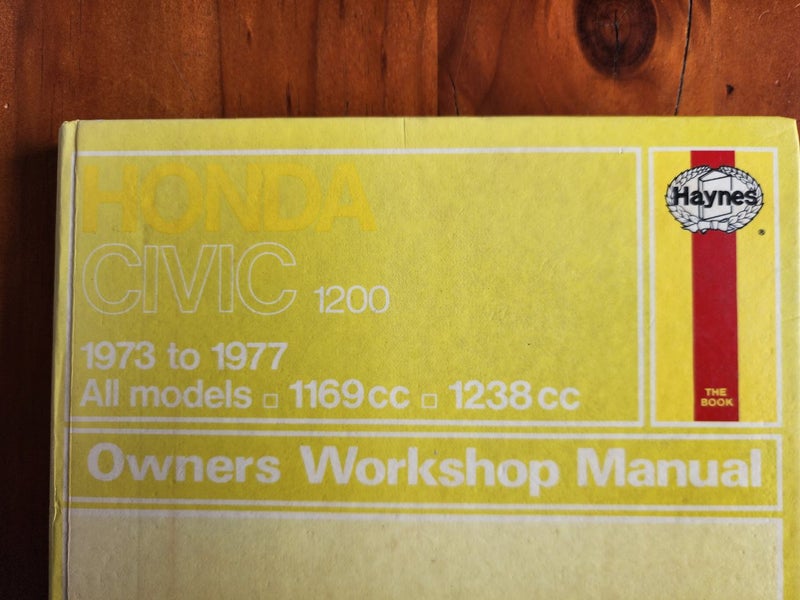 HONDA
CIVIC 1200
1973 to 1977
All models □ 1169cc □ 1238cc
Owners Workshop Manual
Haynes
®
THE
BOOK